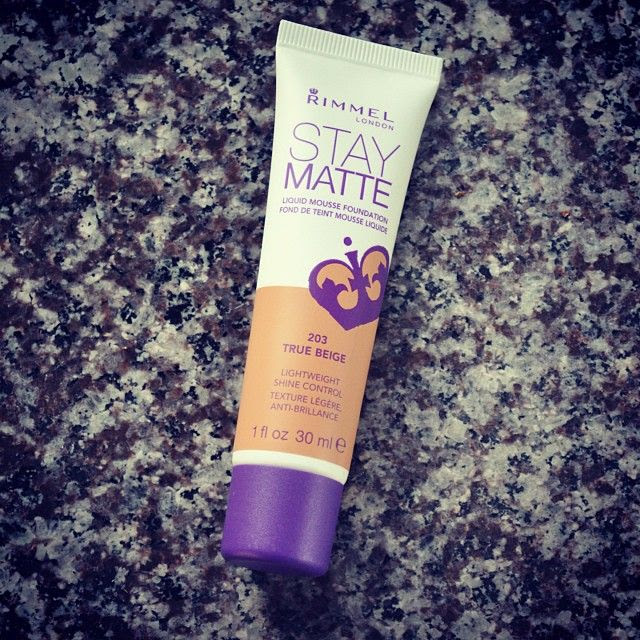 RIMMEL
LONDON
STAY
MATTE
LIQUID MOUSSE FOUNDATION
FOND DE TEINT MOUSSE LIQUIDE
203
TRUE BEIGE
LIGHTWEIGHT
SHINE CONTROL
TEXTURE LÉGÈRE,
ANTI-BRILLANCE
1 fl oz 30 ml ℮